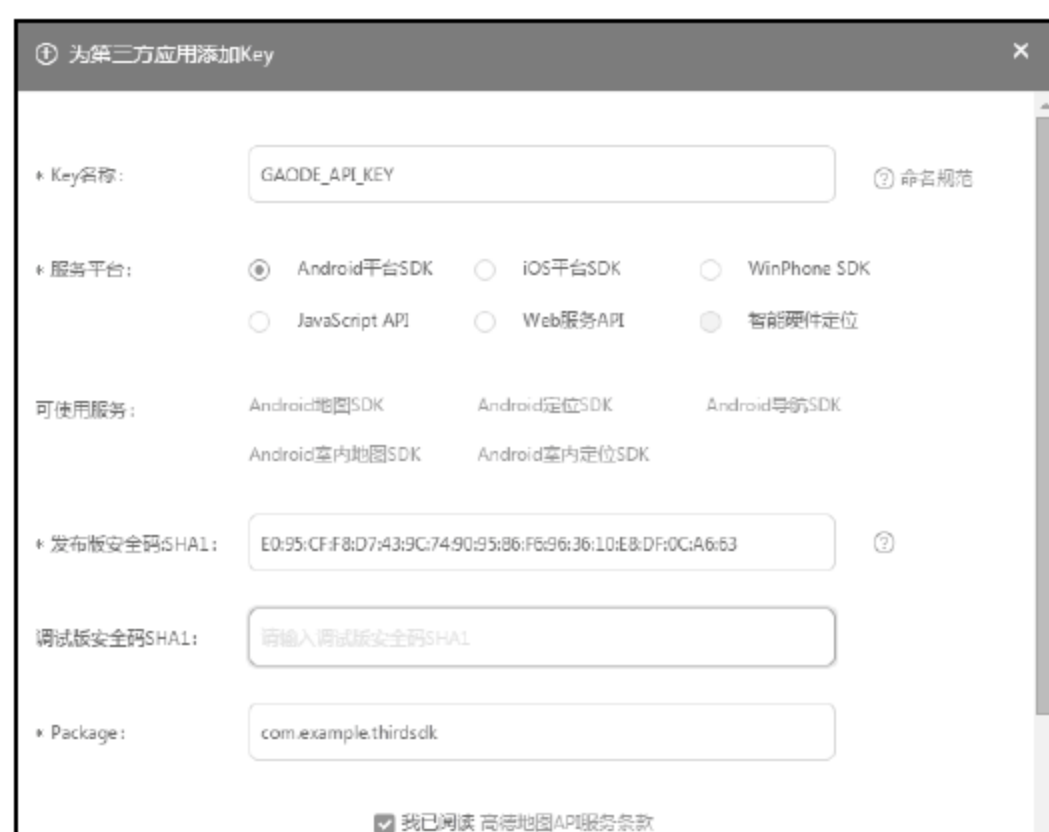 为第三方应用添加Key ×
* Key名称: GAODE_API_KEY ? 命名规范
* 服务平台: Android平台SDK iOS平台SDK WinPhone SDK
JavaScript API Web服务API 智能硬件定位
可使用服务: Android地图SDK Android定位SDK Android导航SDK
Android室内地图SDK Android室内定位SDK
* 发布版安全码SHA1: E0:95:CF:F8:D7:43:9C:74:90:95:86:F6:96:36:10:E8:DF:0C:A6:63 ?
调试版安全码SHA1: 请输入调试版安全码SHA1
* Package: com.example.thirdsdk
我已阅读 高德地图API服务条款